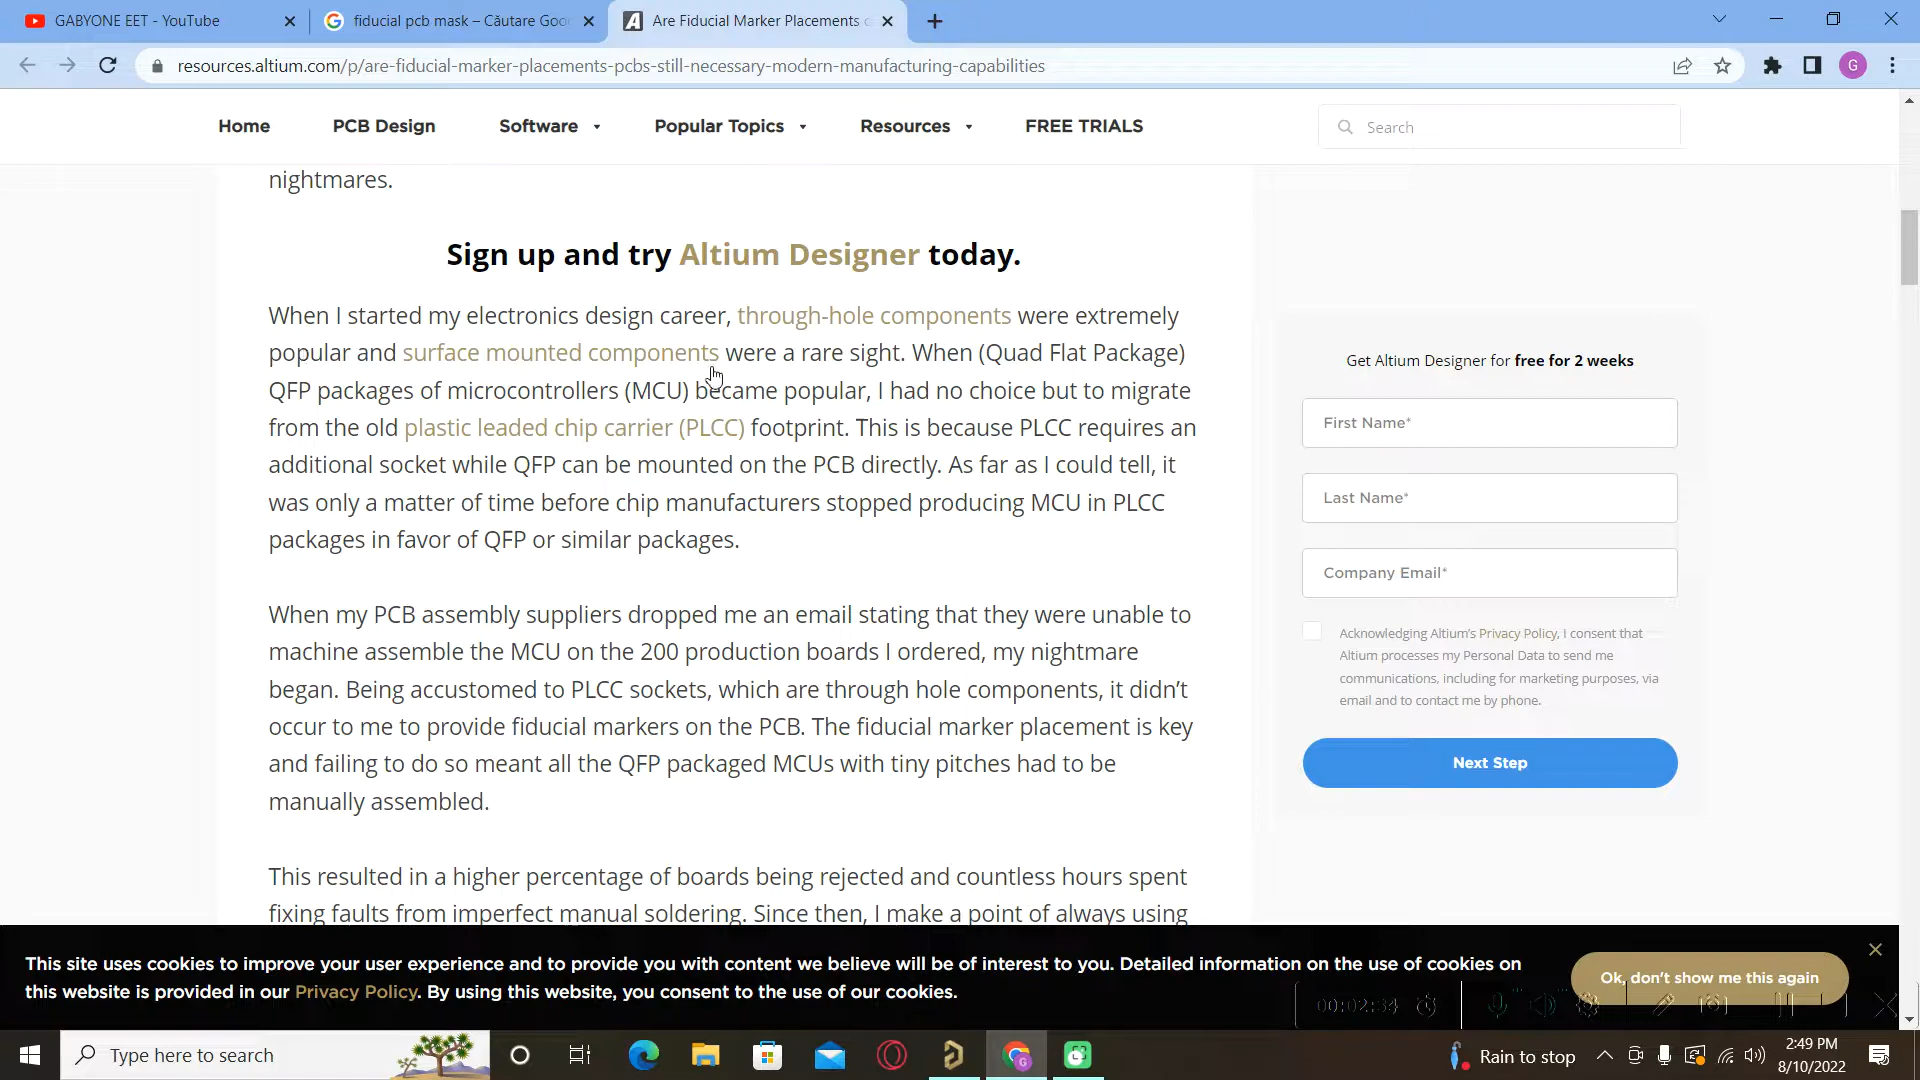 GABYONE EET - YouTube
fiducial pcb mask – Căutare Goo
Are Fiducial Marker Placements o
resources.altium.com/p/are-fiducial-marker-placements-pcbs-still-necessary-modern-manufacturing-capabilities
G
Home PCB Design Software Popular Topics Resources FREE TRIALS
Search
nightmares.
Sign up and try Altium Designer today.
When I started my electronics design career, through-hole components were extremely
popular and surface mounted components were a rare sight. When (Quad Flat Package)
QFP packages of microcontrollers (MCU) became popular, I had no choice but to migrate
from the old plastic leaded chip carrier (PLCC) footprint. This is because PLCC requires an
additional socket while QFP can be mounted on the PCB directly. As far as I could tell, it
was only a matter of time before chip manufacturers stopped producing MCU in PLCC
packages in favor of QFP or similar packages.
When my PCB assembly suppliers dropped me an email stating that they were unable to
machine assemble the MCU on the 200 production boards I ordered, my nightmare
began. Being accustomed to PLCC sockets, which are through hole components, it didn't
occur to me to provide fiducial markers on the PCB. The fiducial marker placement is key
and failing to do so meant all the QFP packaged MCUs with tiny pitches had to be
manually assembled.
This resulted in a higher percentage of boards being rejected and countless hours spent
fixing faults from imperfect manual soldering. Since then, I make a point of always using
Get Altium Designer for free for 2 weeks
First Name*
Last Name*
Company Email*
Acknowledging Altium's Privacy Policy, I consent that
Altium processes my Personal Data to send me
communications, including for marketing purposes, via
email and to contact me by phone.
Next Step
This site uses cookies to improve your user experience and to provide you with content we believe will be of interest to you. Detailed information on the use of cookies on
this website is provided in our Privacy Policy. By using this website, you consent to the use of our cookies.
Ok, don't show me this again
00:02:34
Type here to search
Rain to stop
2:49 PM
8/10/2022